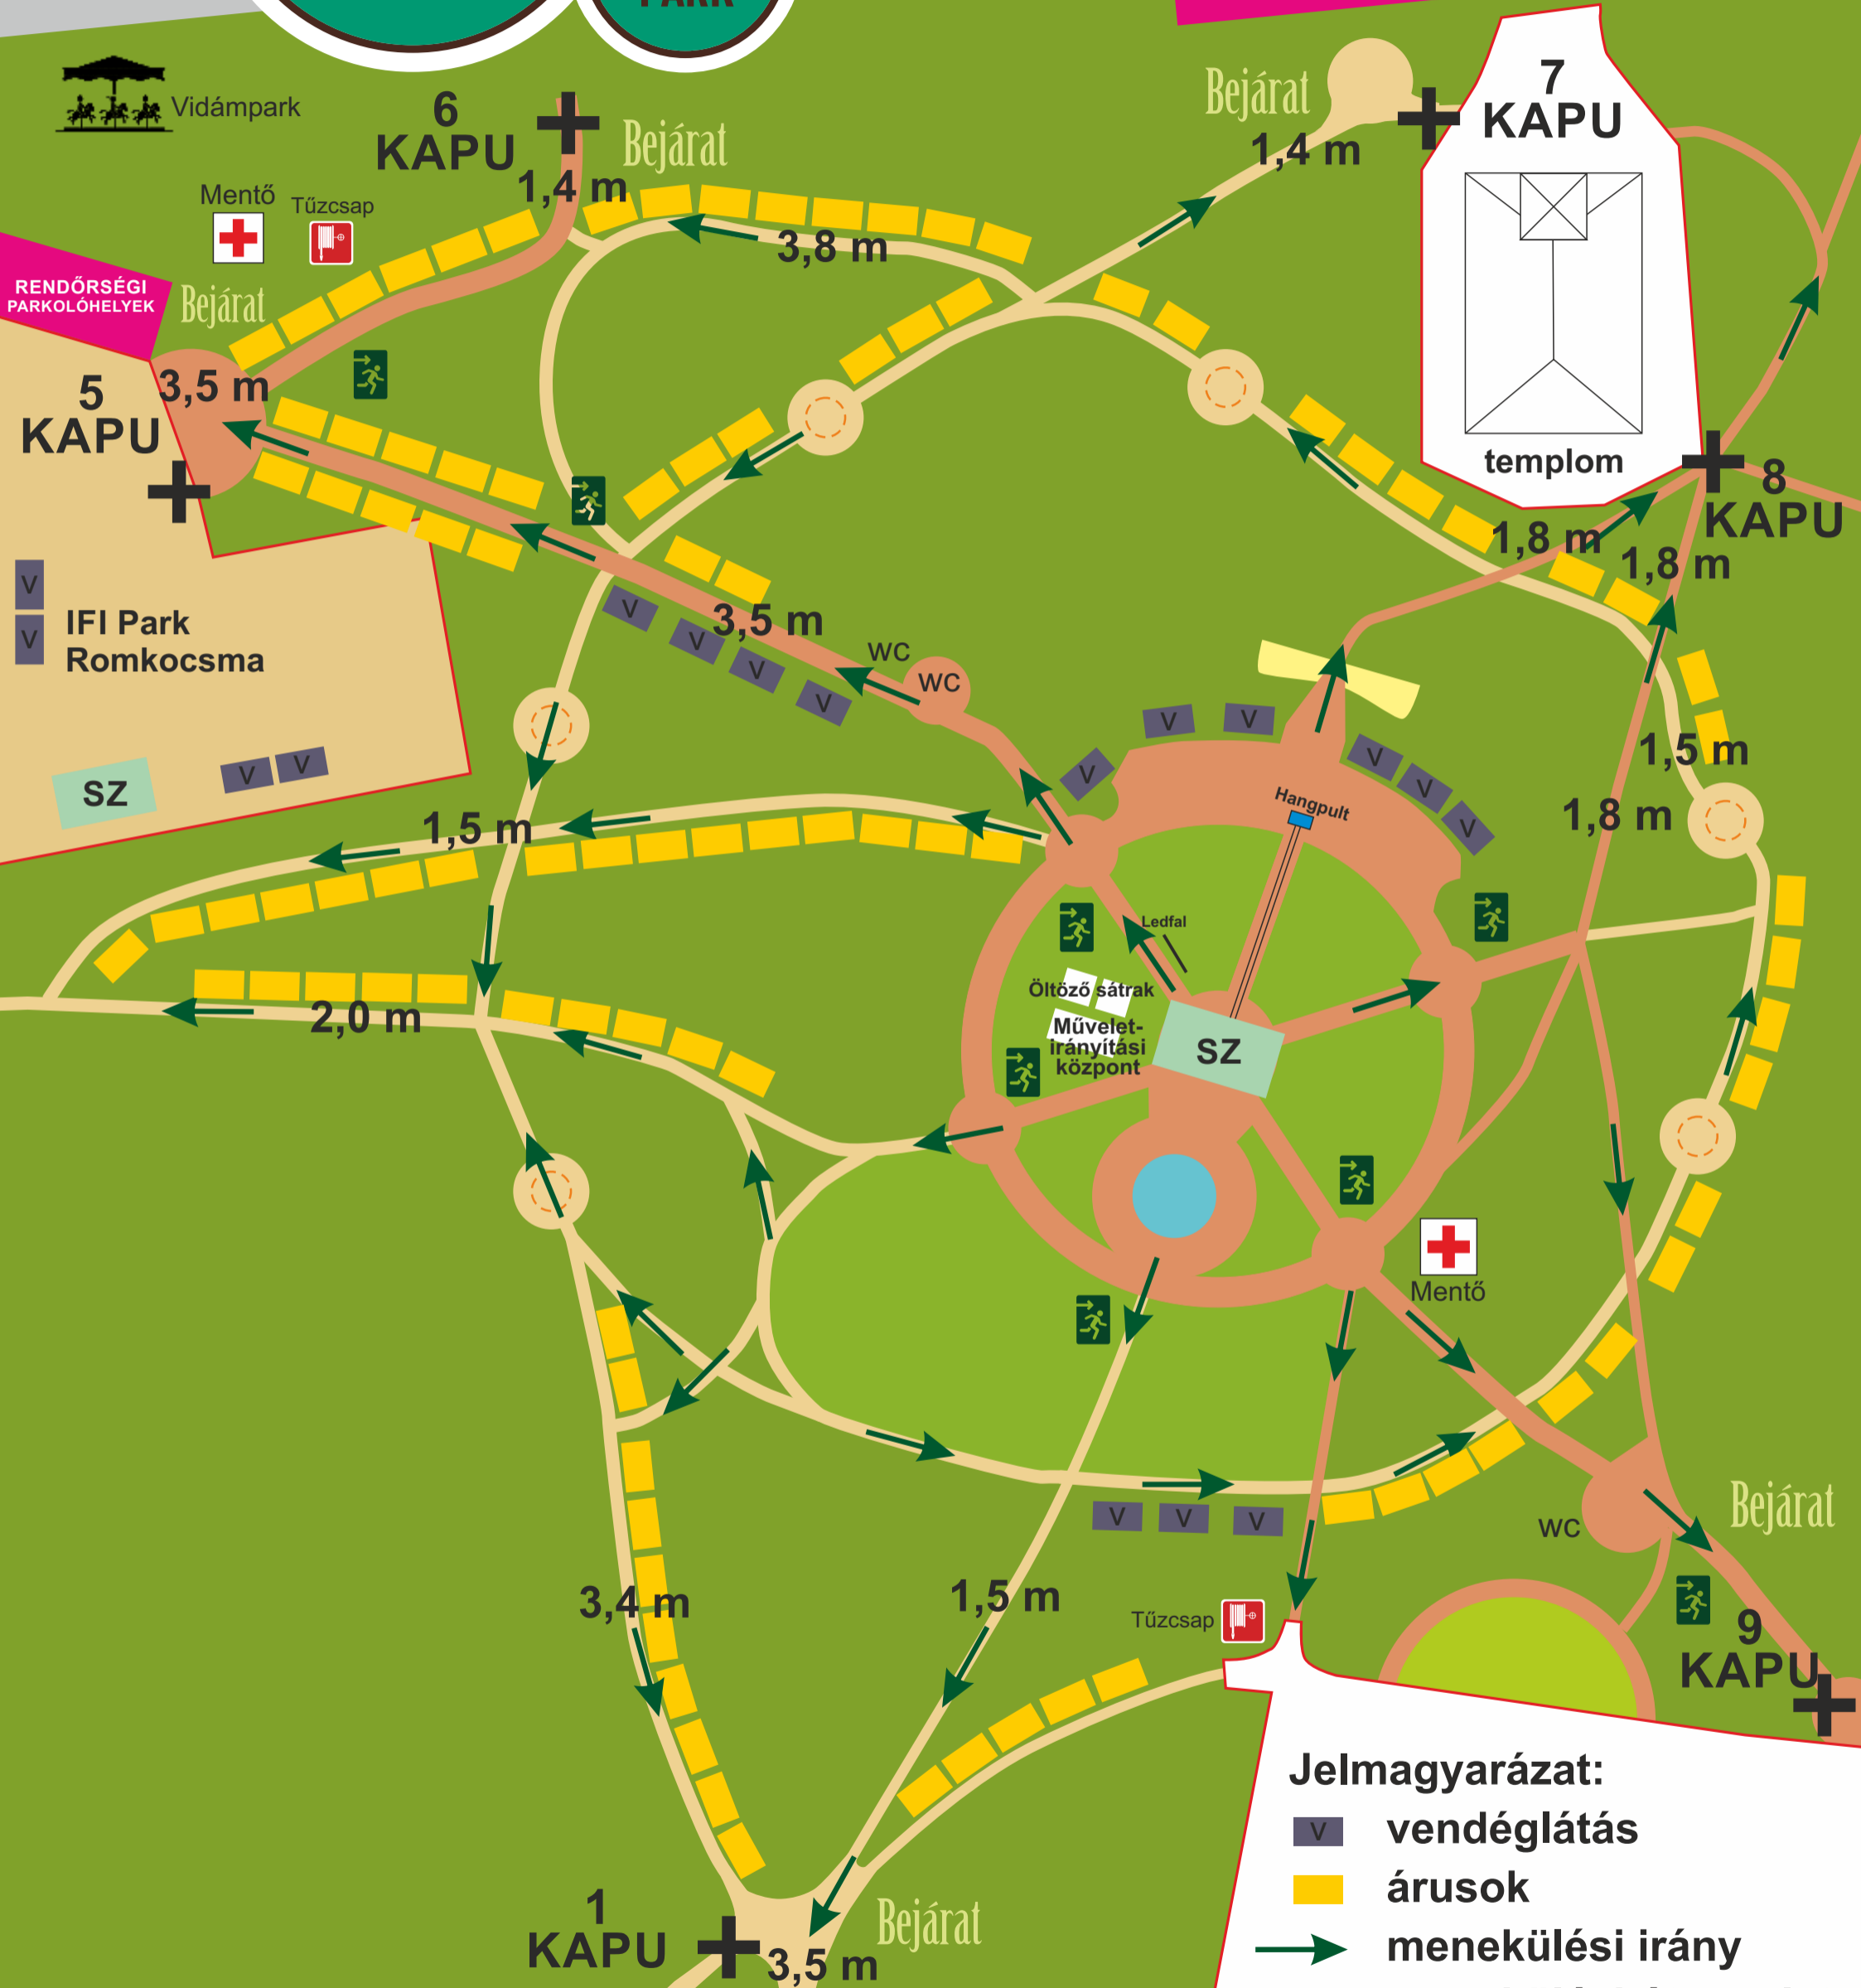 PARK
Vidámpark
6
KAPU
Bejárat
1,4 m
Bejárat
1,4 m
7
KAPU
templom
Mentő
Tűzcsap
RENDŐRSÉGI
PARKOLÓHELYEK
Bejárat
3,8 m
5
KAPU
3,5 m
8
KAPU
1,8 m
1,8 m
V
V
IFI Park
Romkocsma
V
V
V
V
3,5 m
WC
WC
V
V
V
V
V
V
1,5 m
1,8 m
SZ
V
V
Hangpult
1,5 m
Ledfal
Öltöző sátrak
Művelet-
irányítási
központ
SZ
2,0 m
Mentő
V
V
V
WC
Bejárat
3,4 m
1,5 m
Tűzcsap
9
KAPU
1
KAPU
Bejárat
3,5 m
Jelmagyarázat:
V
vendéglátás
árusok
menekülési irány